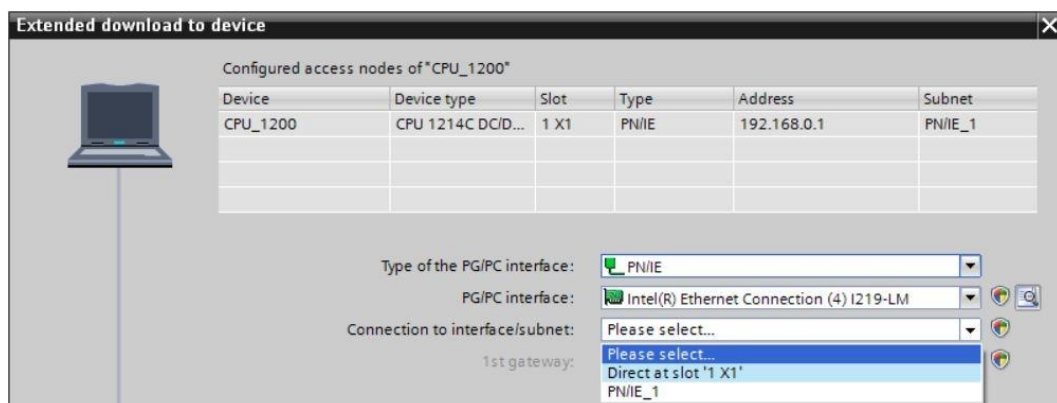 Extended download to device
Configured access nodes of "CPU_1200"
Device Device type Slot Type Address Subnet
CPU_1200 CPU 1214C DC/D... 1 X1 PN/IE 192.168.0.1 PN/IE_1
Type of the PG/PC interface: PN/IE
PG/PC interface: Intel(R) Ethernet Connection (4) I219-LM
Connection to interface/subnet: Please select...
1st gateway: Please select...
Direct at slot '1 X1'
PN/IE_1